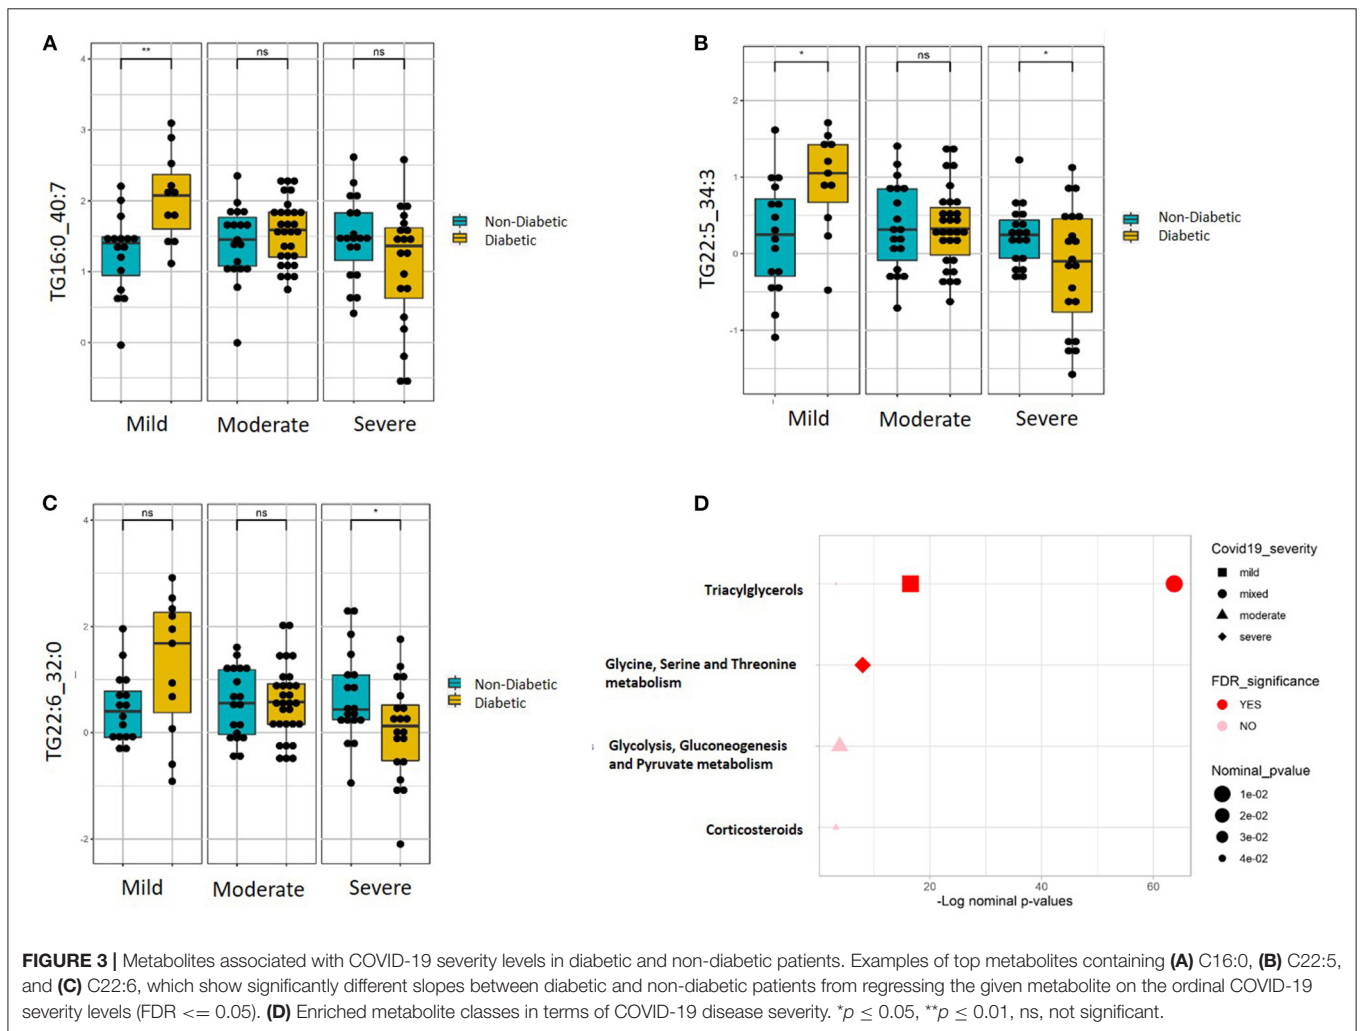 A
**
ns
ns
4
3
2
1
0
TG16:0_40:7
Mild
Moderate
Severe
Non-Diabetic
Diabetic
B
*
ns
*
2
1
0
-1
TG22:5_34:3
Mild
Moderate
Severe
Non-Diabetic
Diabetic
C
ns
ns
*
4
2
0
-2
TG22:6_32:0
Mild
Moderate
Severe
Non-Diabetic
Diabetic
D
Triacylglycerols
Glycine, Serine and Threonine
metabolism
Glycolysis, Gluconeogenesis
and Pyruvate metabolism
Corticosteroids
20
40
60
-Log nominal p-values
Covid19_severity
mild
mixed
moderate
severe
FDR_significance
YES
NO
Nominal_pvalue
1e-02
2e-02
3e-02
4e-02
FIGURE 3 | Metabolites associated with COVID-19 severity levels in diabetic and non-diabetic patients. Examples of top metabolites containing (A) C16:0, (B) C22:5,
and (C) C22:6, which show significantly different slopes between diabetic and non-diabetic patients from regressing the given metabolite on the ordinal COVID-19
severity levels (FDR <= 0.05). (D) Enriched metabolite classes in terms of COVID-19 disease severity. *p ≤ 0.05, **p ≤ 0.01, ns, not significant.